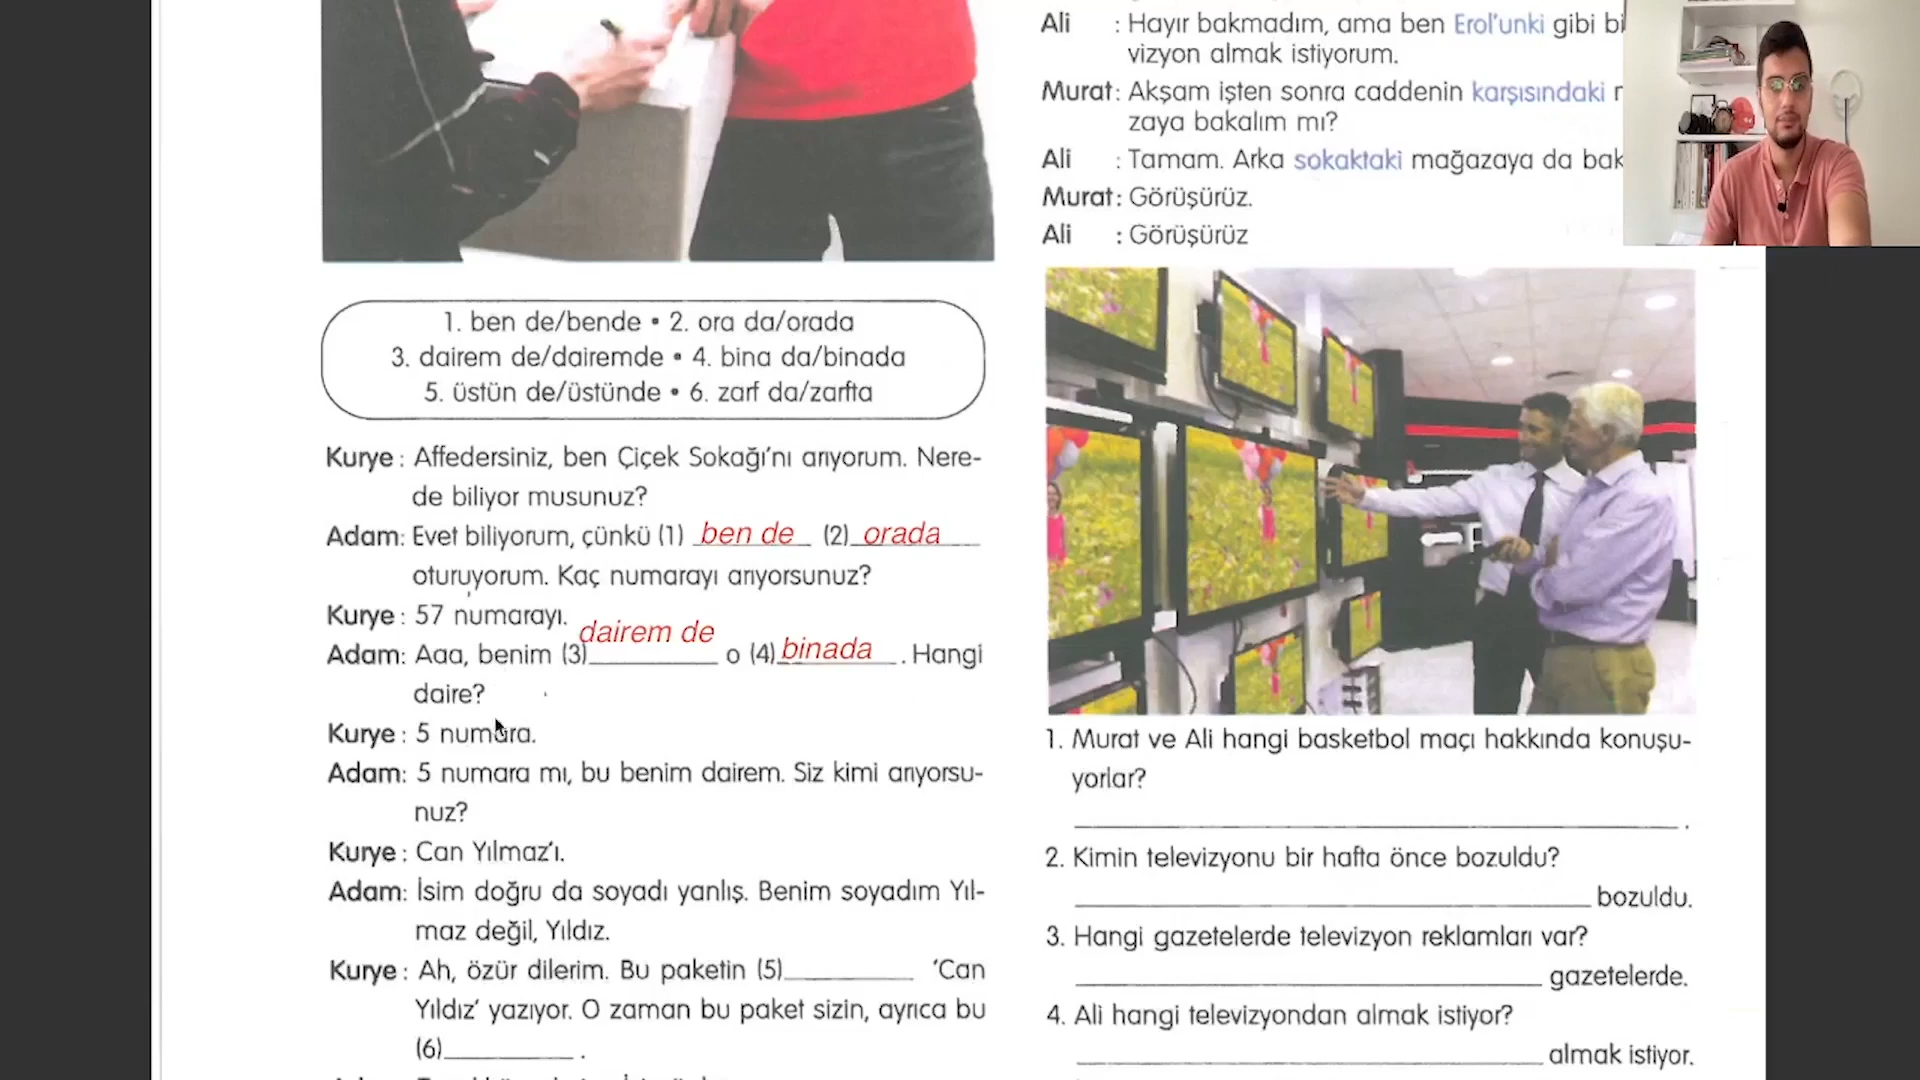 1. ben de/bende • 2. ora da/orada
3. dairem de/dairemde • 4. bina da/binada
5. üstün de/üstünde • 6. zarf da/zarfta
Kurye : Affedersiniz, ben Çiçek Sokağı'nı arıyorum. Nere-
de biliyor musunuz?
Adam: Evet biliyorum, çünkü (1) ben de (2) orada
oturuyorum. Kaç numarayı arıyorsunuz?
Kurye : 57 numarayı.
Adam: Aaa, benim (3) dairem de o (4) binada . Hangi
daire?
Kurye : 5 numara.
Adam: 5 numara mı, bu benim dairem. Siz kimi arıyorsu-
nuz?
Kurye : Can Yılmaz'ı.
Adam: İsim doğru da soyadı yanlış. Benim soyadım Yıl-
maz değil, Yıldız.
Kurye : Ah, özür dilerim. Bu paketin (5)__________ 'Can
Yıldız' yazıyor. O zaman bu paket sizin, ayrıca bu
(6)__________ .
Ali : Hayır bakmadım, ama ben Erol'unki gibi bi
vizyon almak istiyorum.
Murat: Akşam işten sonra caddenin karşısındaki
zaya bakalım mı?
Ali : Tamam. Arka sokaktaki mağazaya da bak
Murat: Görüşürüz.
Ali : Görüşürüz
1. Murat ve Ali hangi basketbol maçı hakkında konuşu-
yorlar?
__________ .
2. Kimin televizyonu bir hafta önce bozuldu?
__________ bozuldu.
3. Hangi gazetelerde televizyon reklamları var?
__________ gazetelerde.
4. Ali hangi televizyondan almak istiyor?
__________ almak istiyor.